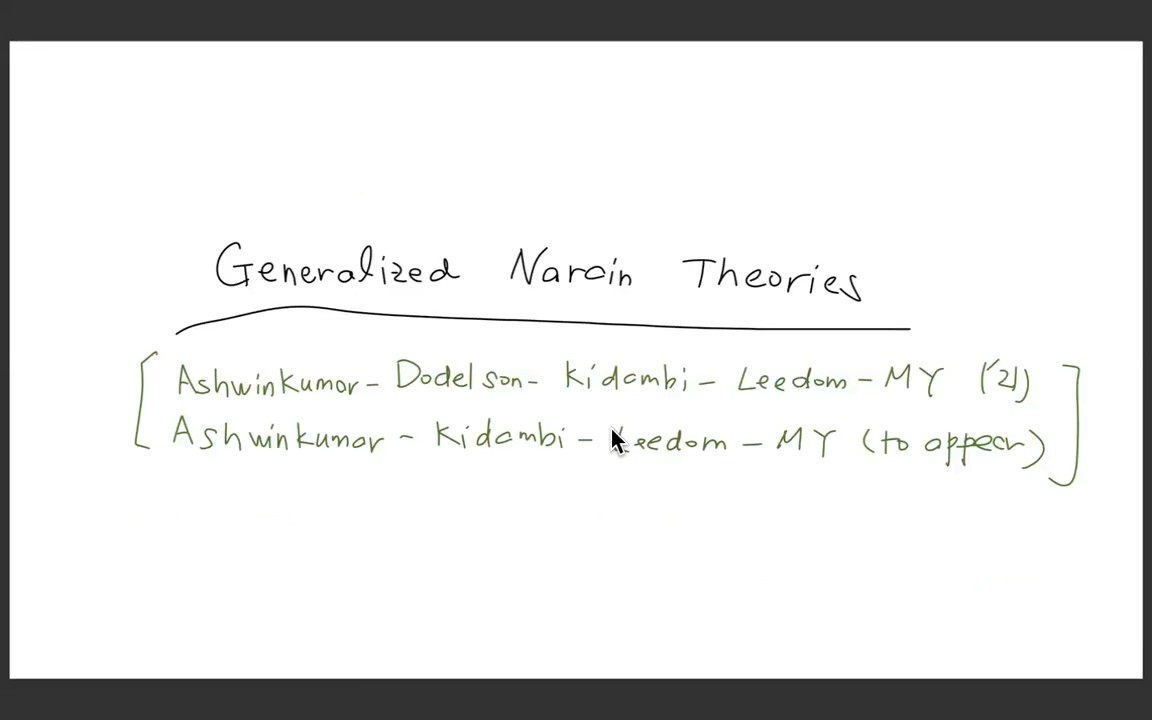 Generalized Narain Theories
Ashwinkumar - Dodelson - Kidambi - Leedom - MY ('21)
Ashwinkumar - Kidambi - Leedom - MY (to appear)